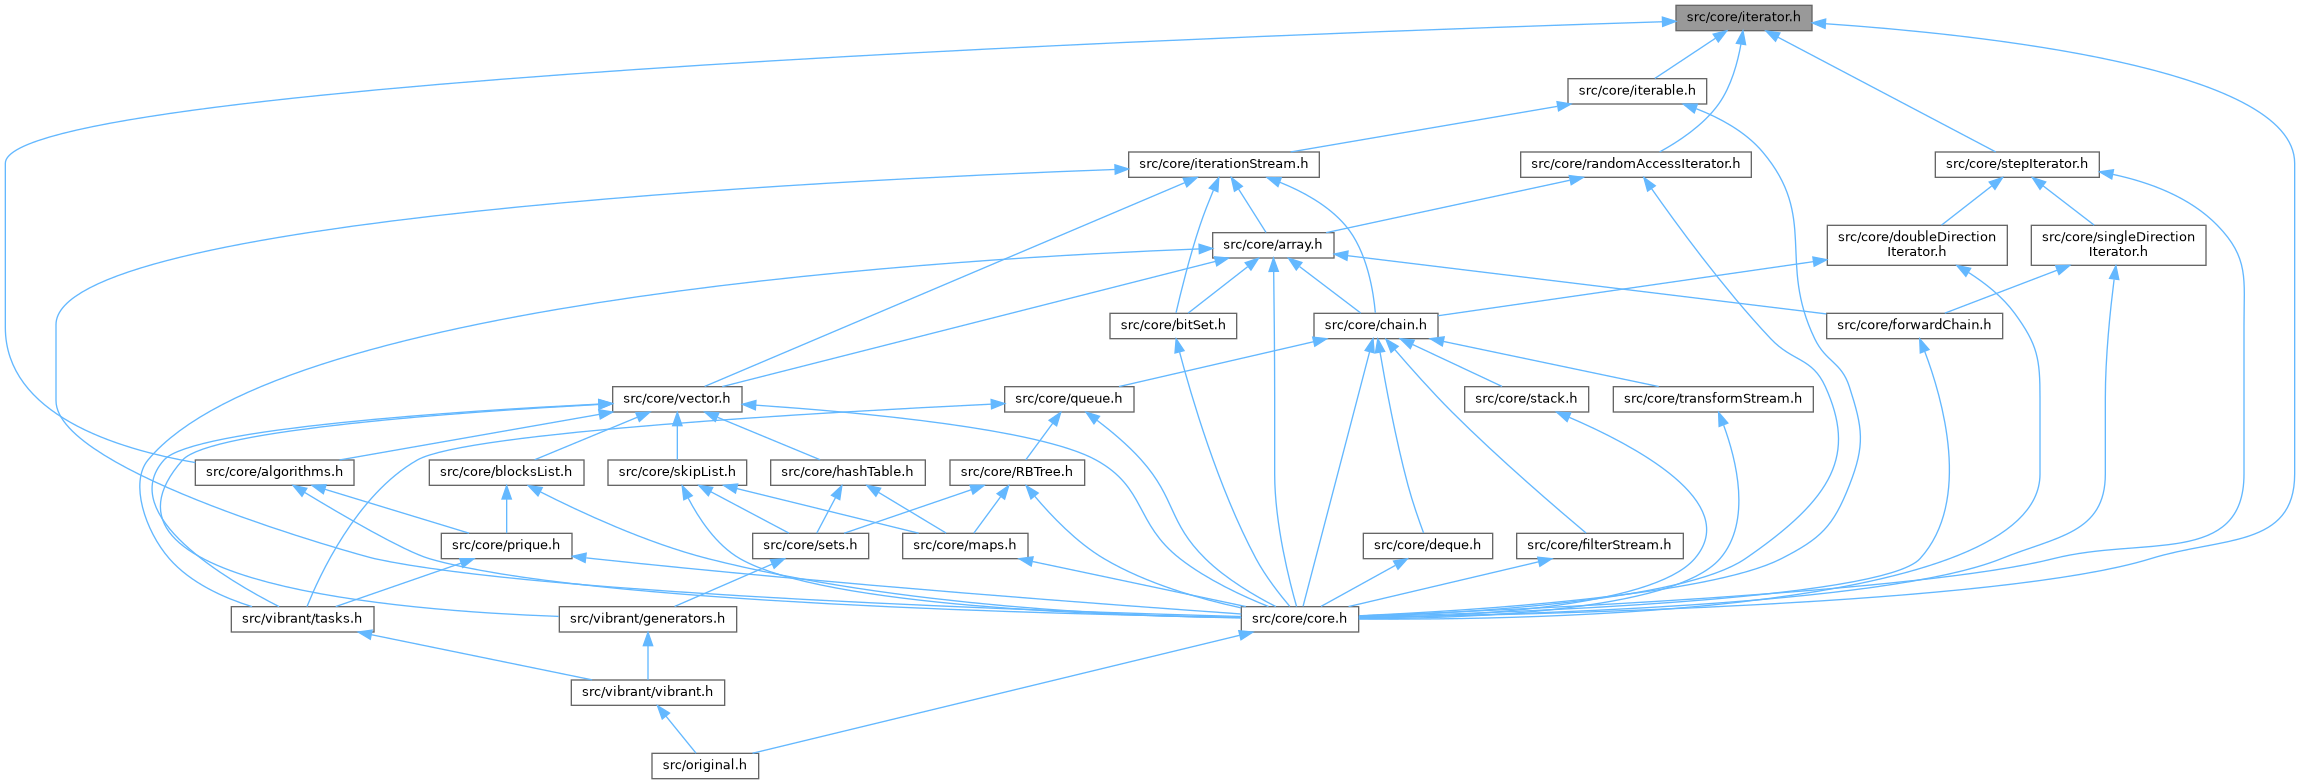 src/core/iterator.h
src/core/iterable.h
src/core/iterationStream.h
src/core/randomAccessIterator.h
src/core/stepIterator.h
src/core/array.h
src/core/doubleDirection
Iterator.h
src/core/singleDirection
Iterator.h
src/core/bitSet.h
src/core/chain.h
src/core/forwardChain.h
src/core/vector.h
src/core/queue.h
src/core/stack.h
src/core/transformStream.h
src/core/algorithms.h
src/core/blocksList.h
src/core/skipList.h
src/core/hashTable.h
src/core/RBTree.h
src/core/prique.h
src/core/sets.h
src/core/maps.h
src/core/deque.h
src/core/filterStream.h
src/vibrant/tasks.h
src/vibrant/generators.h
src/core/core.h
src/vibrant/vibrant.h
src/original.h